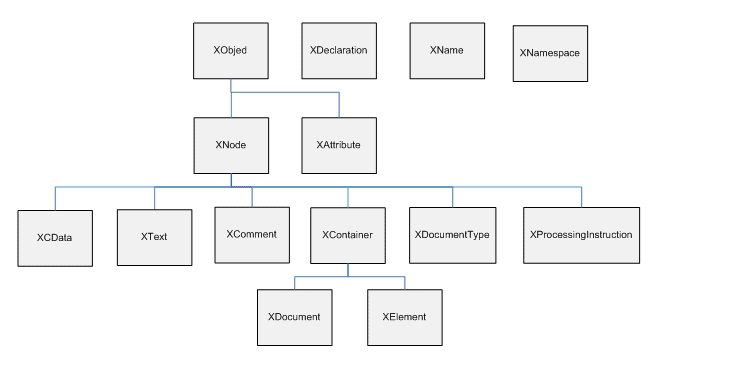 XObjed
XDeclaration
XName
XNamespace
XNode
XAttribute
XCData
XText
XComment
XContainer
XDocumentType
XProcessingInstruction
XDocument
XElement